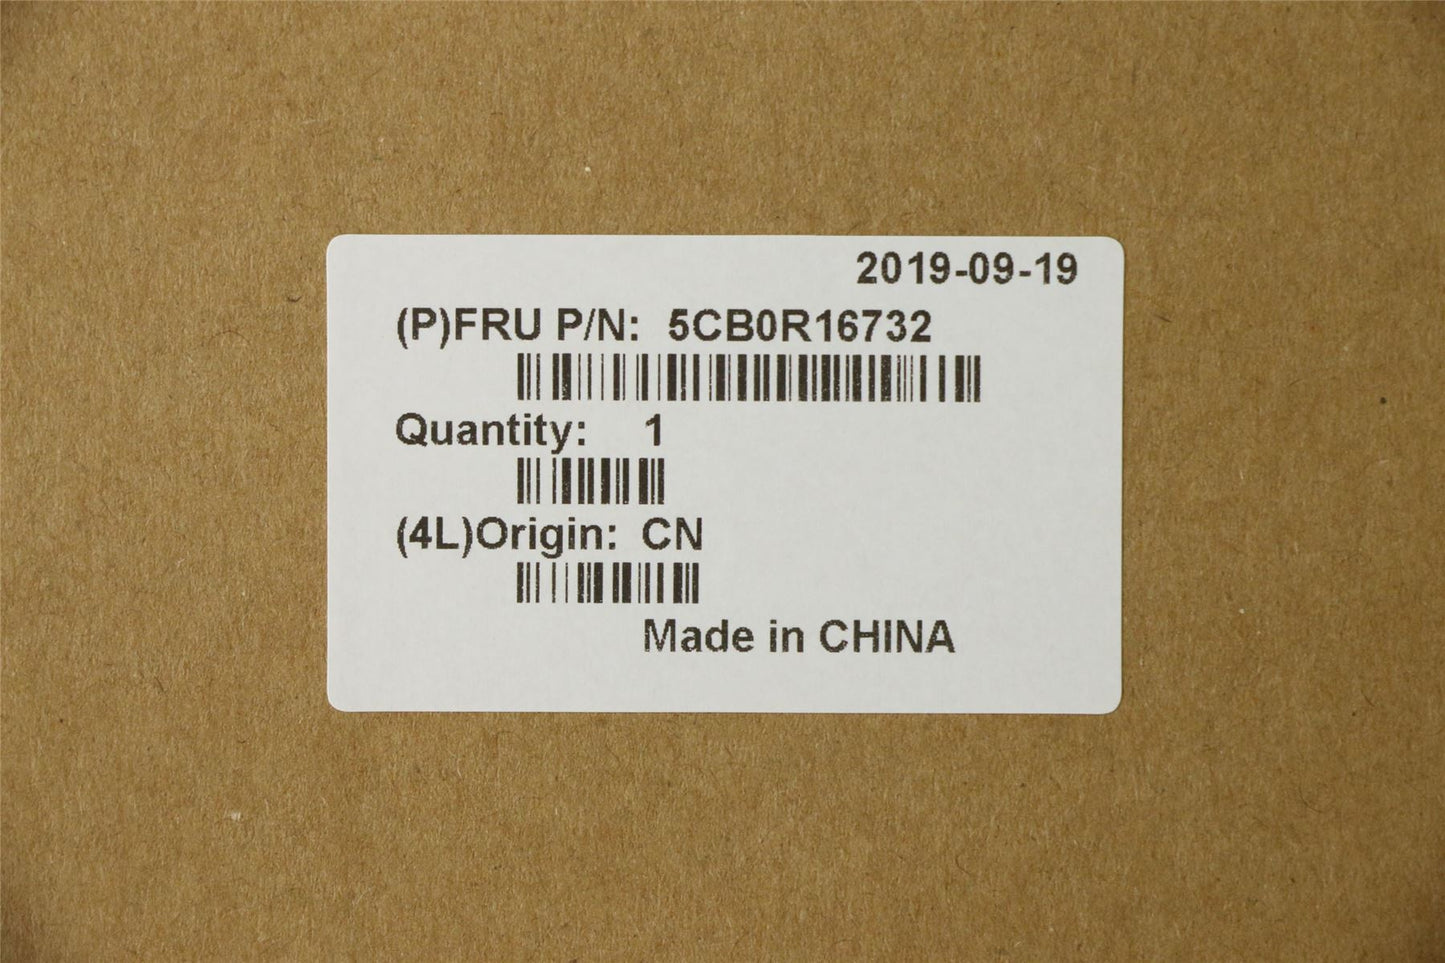 2019-09-19
(P)FRU P/N: 5CB0R16732
Quantity: 1
(4L)Origin: CN
Made in CHINA